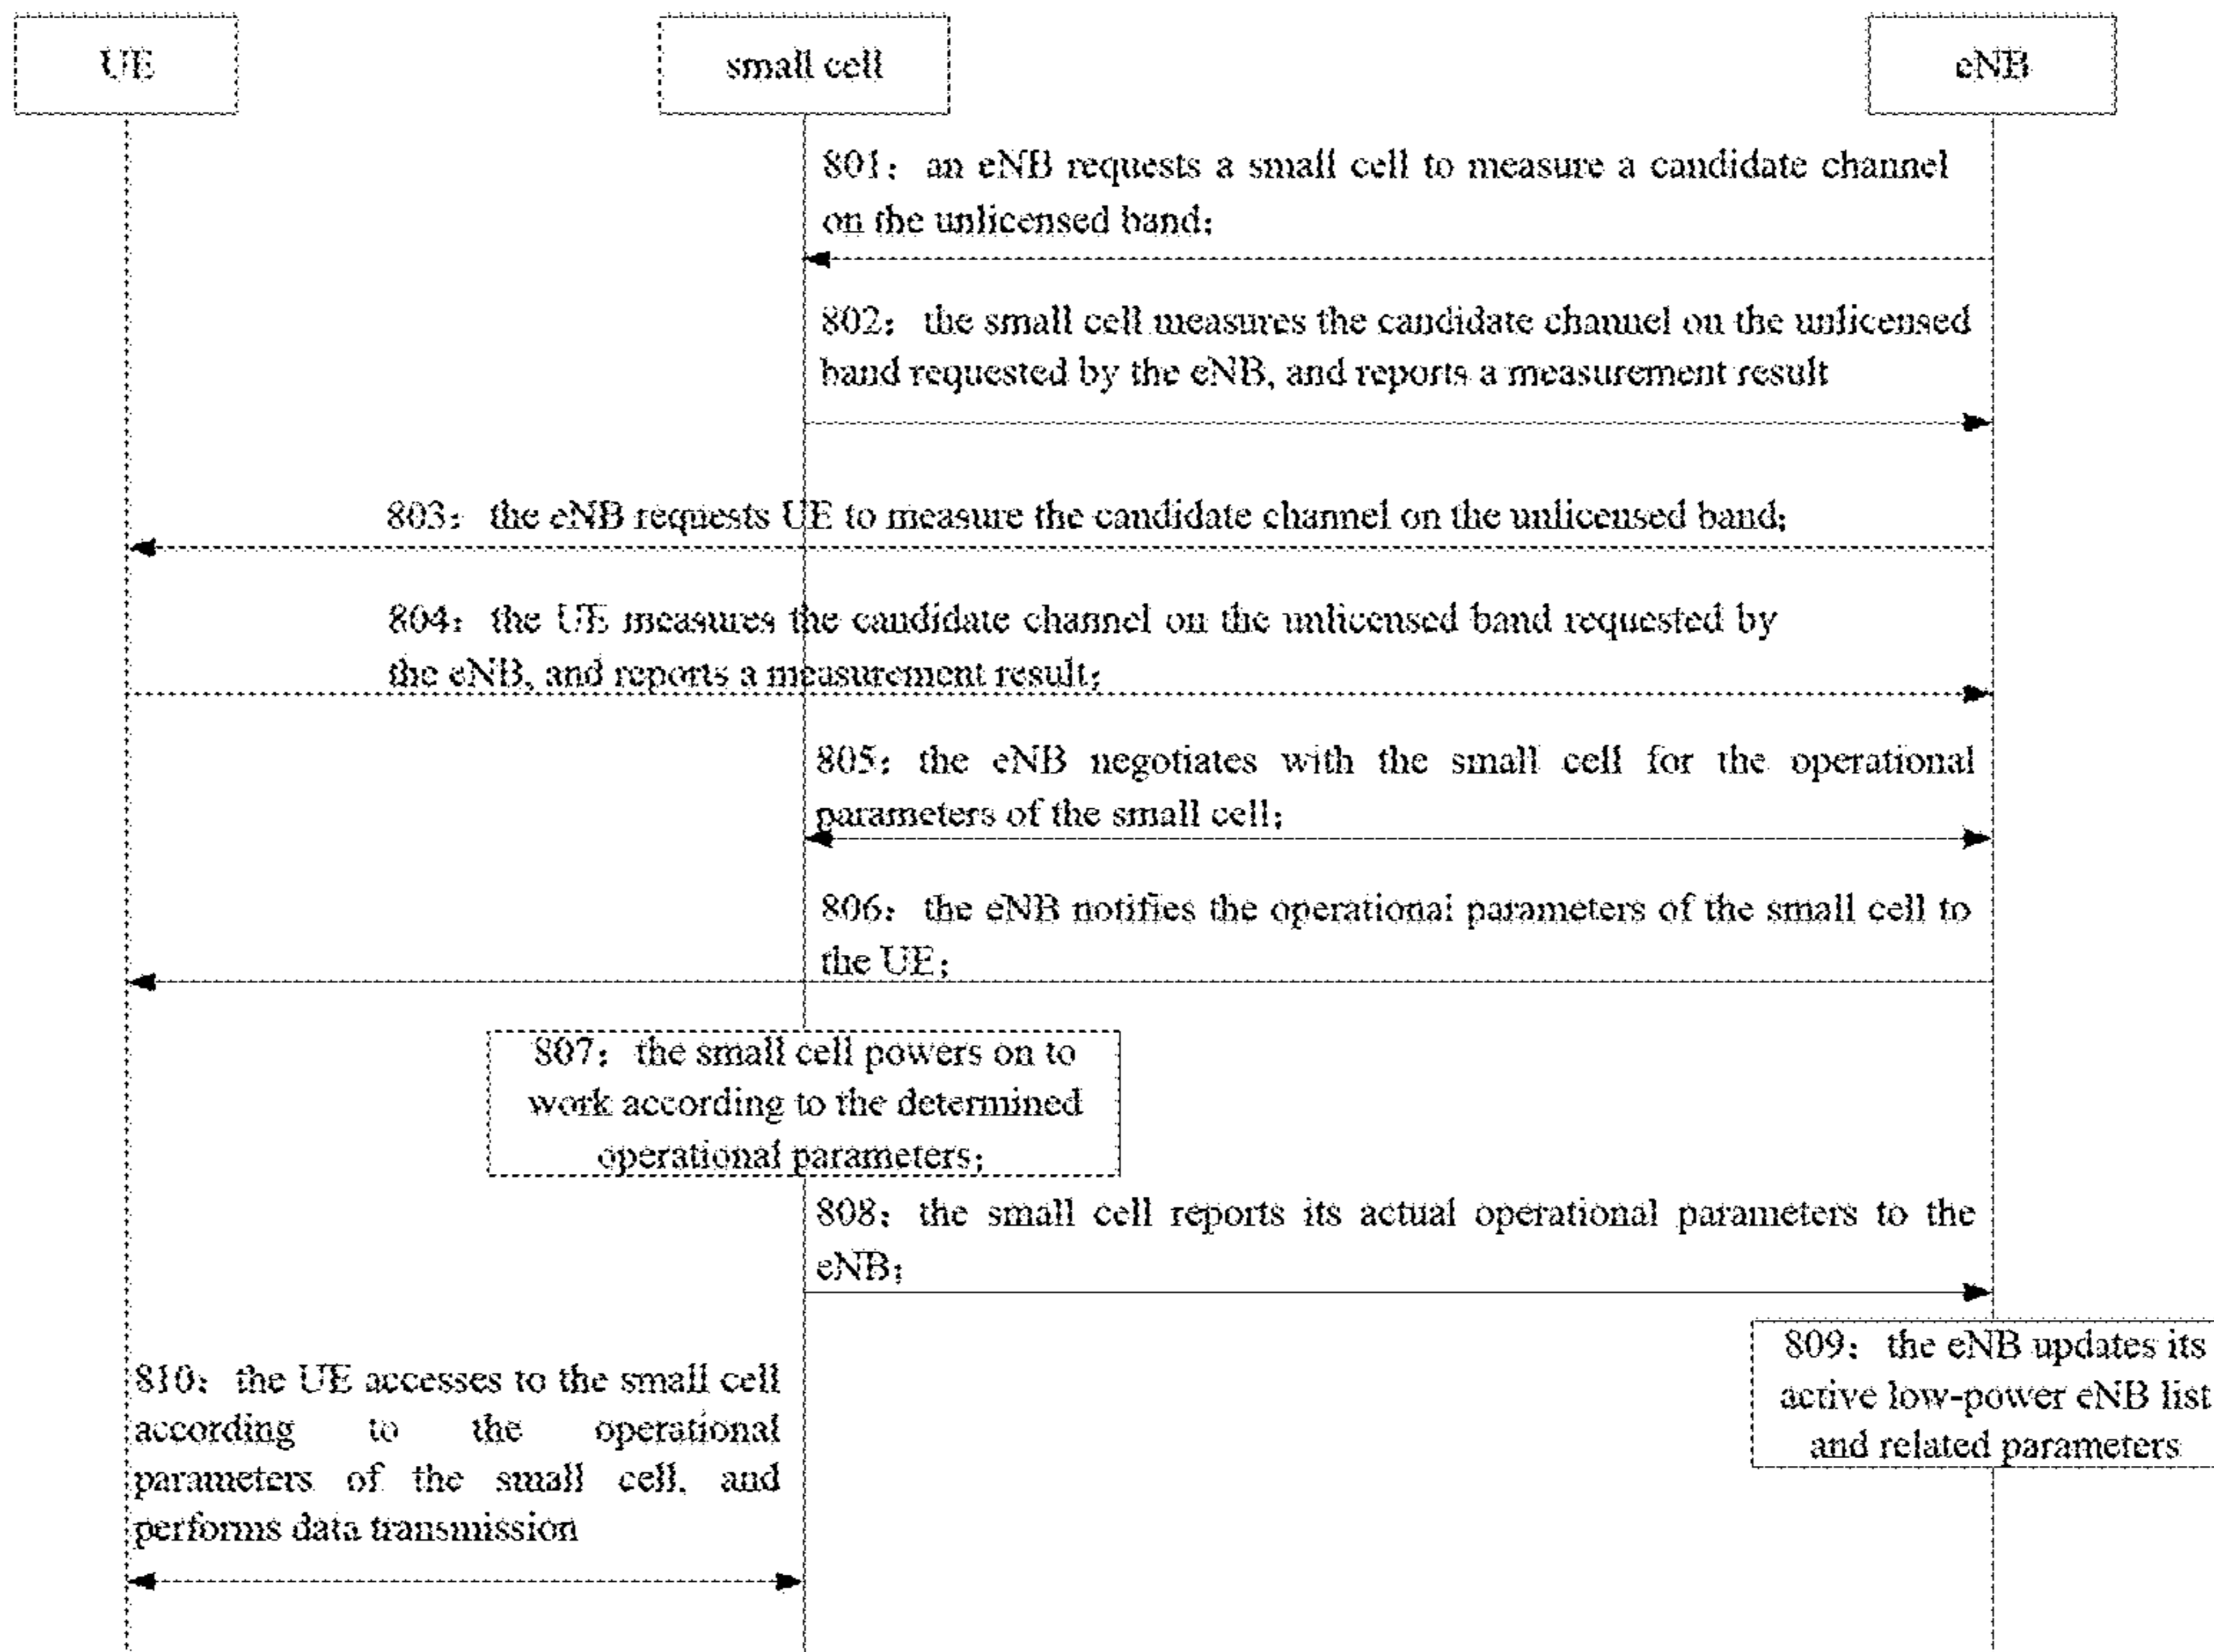 UE
small cell
eNB
801: an eNB requests a small cell to measure a candidate channel
on the unlicensed band;
802: the small cell measures the candidate channel on the unlicensed
band requested by the eNB, and reports a measurement result
803: the eNB requests UE to measure the candidate channel on the unlicensed band;
804: the UE measures the candidate channel on the unlicensed band requested by
the eNB, and reports a measurement result;
805: the eNB negotiates with the small cell for the operational
parameters of the small cell;
806: the eNB notifies the operational parameters of the small cell to
the UE;
807: the small cell powers on to
work according to the determined
operational parameters;
808: the small cell reports its actual operational parameters to the
eNB;
809: the eNB updates its
active low-power eNB list
and related parameters
810: the UE accesses to the small cell
according to the operational
parameters of the small cell, and
performs data transmission